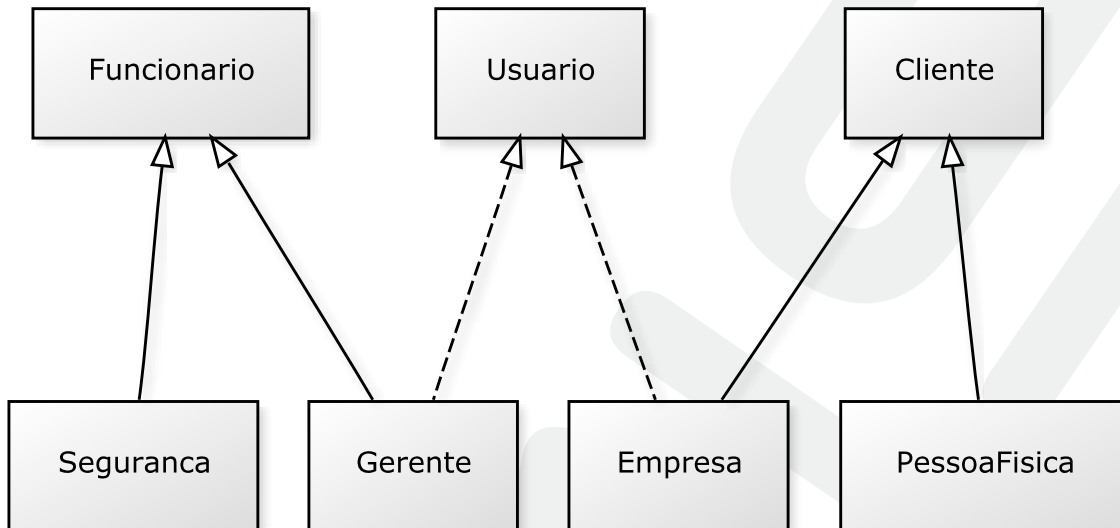 Funcionario
Usuario
Cliente
Seguranca
Gerente
Empresa
PessoaFisica